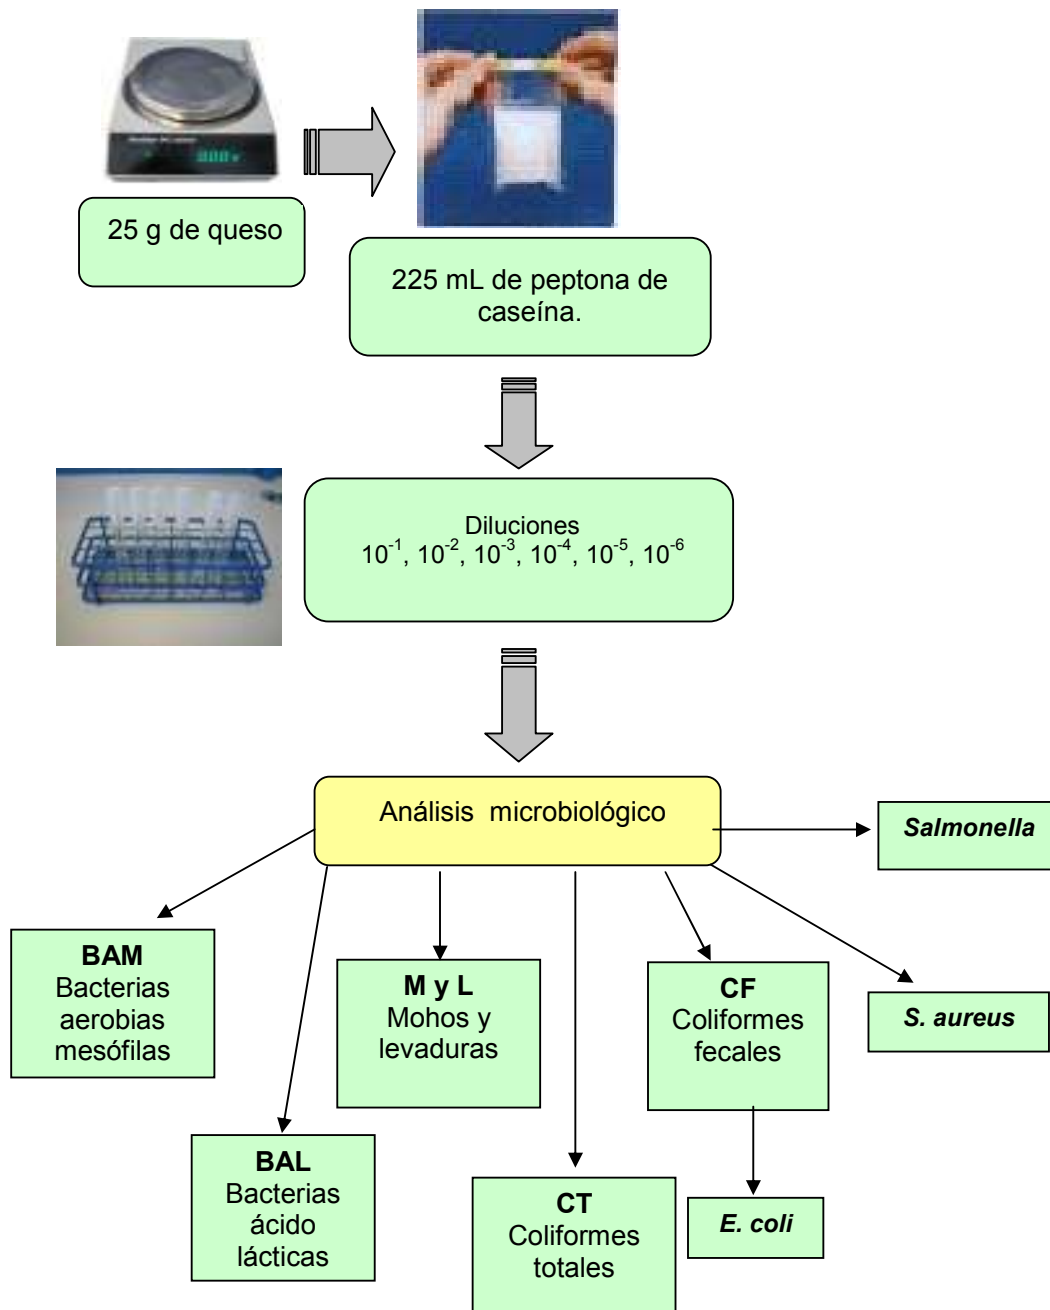 25 g de queso
225 mL de peptona de
caseína.
Diluciones
10⁻¹, 10⁻², 10⁻³, 10⁻⁴, 10⁻⁵, 10⁻⁶
Análisis microbiológico
Salmonella
BAM
Bacterias
aerobias
mesófilas
M y L
Mohos y
levaduras
CF
Coliformes
fecales
S. aureus
BAL
Bacterias
ácido
lácticas
CT
Coliformes
totales
E. coli